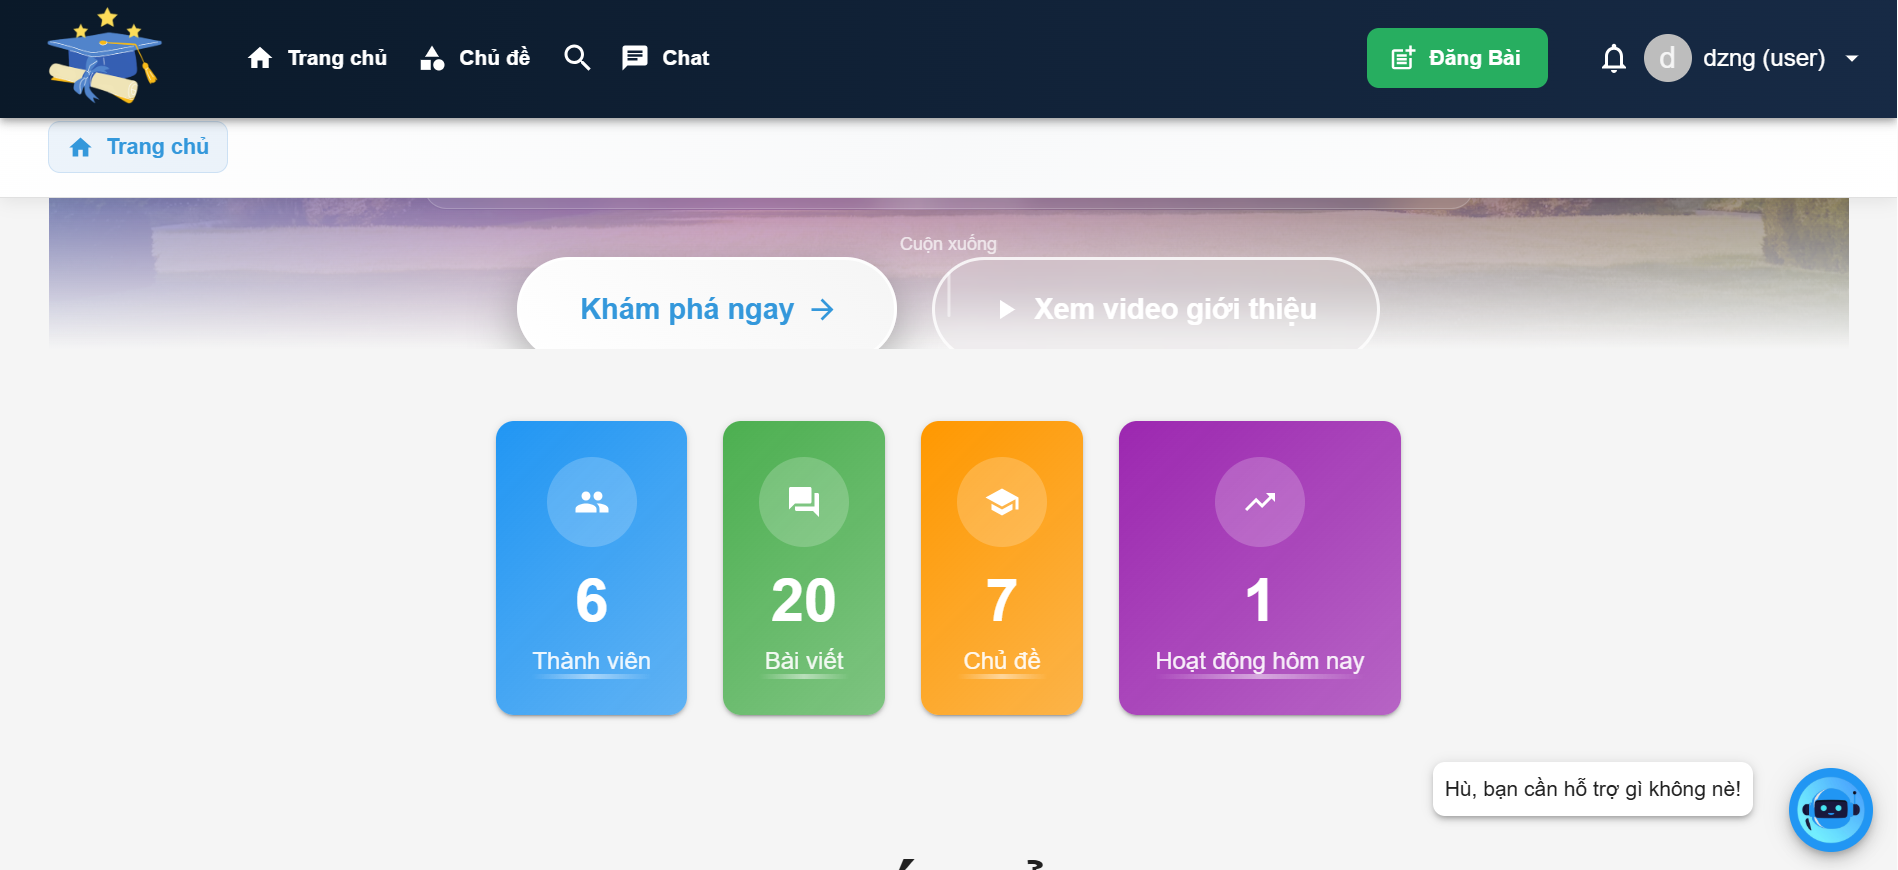 Trang chủ
Chủ đề
Chat
Đăng Bài
d
dzng (user)
Trang chủ
Cuộn xuống
Khám phá ngay
Xem video giới thiệu
6
Thành viên
20
Bài viết
7
Chủ đề
1
Hoạt động hôm nay
Hù, bạn cần hỗ trợ gì không nè!